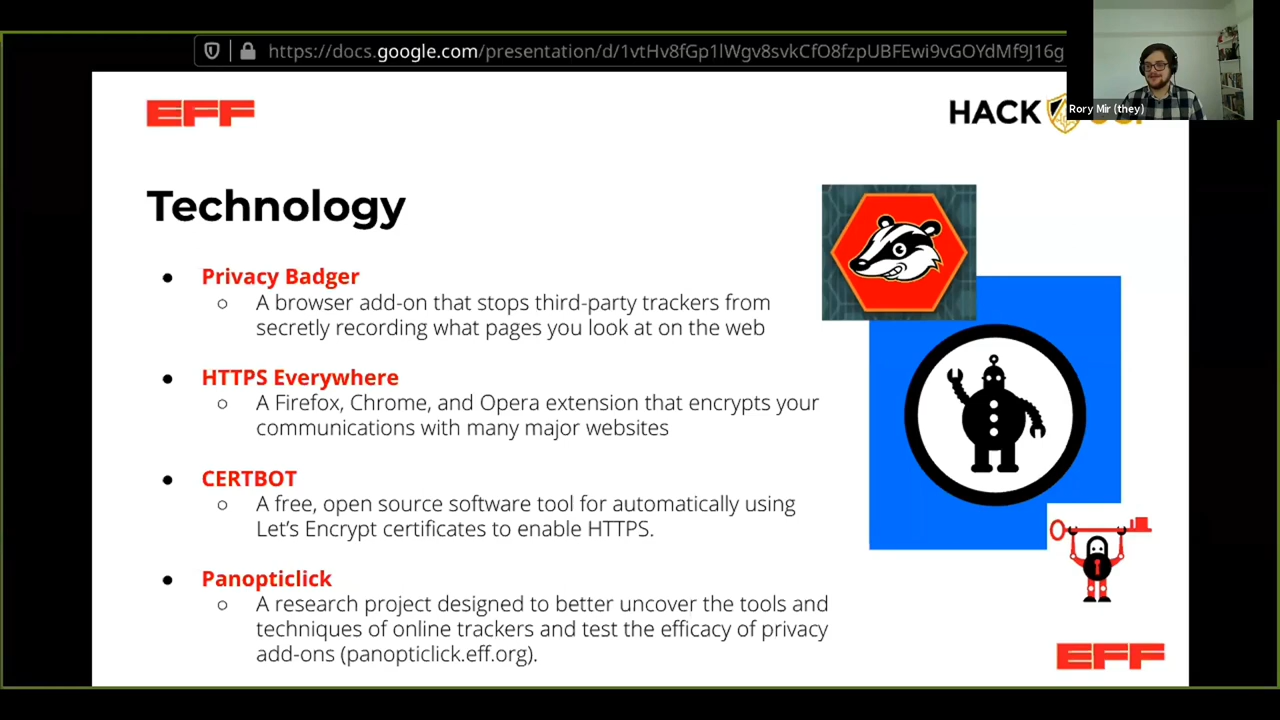 https://docs.google.com/presentation/d/1vtHv8fGp1lWgv8svkCfO8fzpUBFEwi9vGOYdMf9J16g
Rory Mir (they)
EFF
HACK
Technology
Privacy Badger
A browser add-on that stops third-party trackers from
secretly recording what pages you look at on the web
HTTPS Everywhere
A Firefox, Chrome, and Opera extension that encrypts your
communications with many major websites
CERTBOT
A free, open source software tool for automatically using
Let's Encrypt certificates to enable HTTPS.
Panopticlick
A research project designed to better uncover the tools and
techniques of online trackers and test the efficacy of privacy
add-ons (panopticlick.eff.org).
EFF